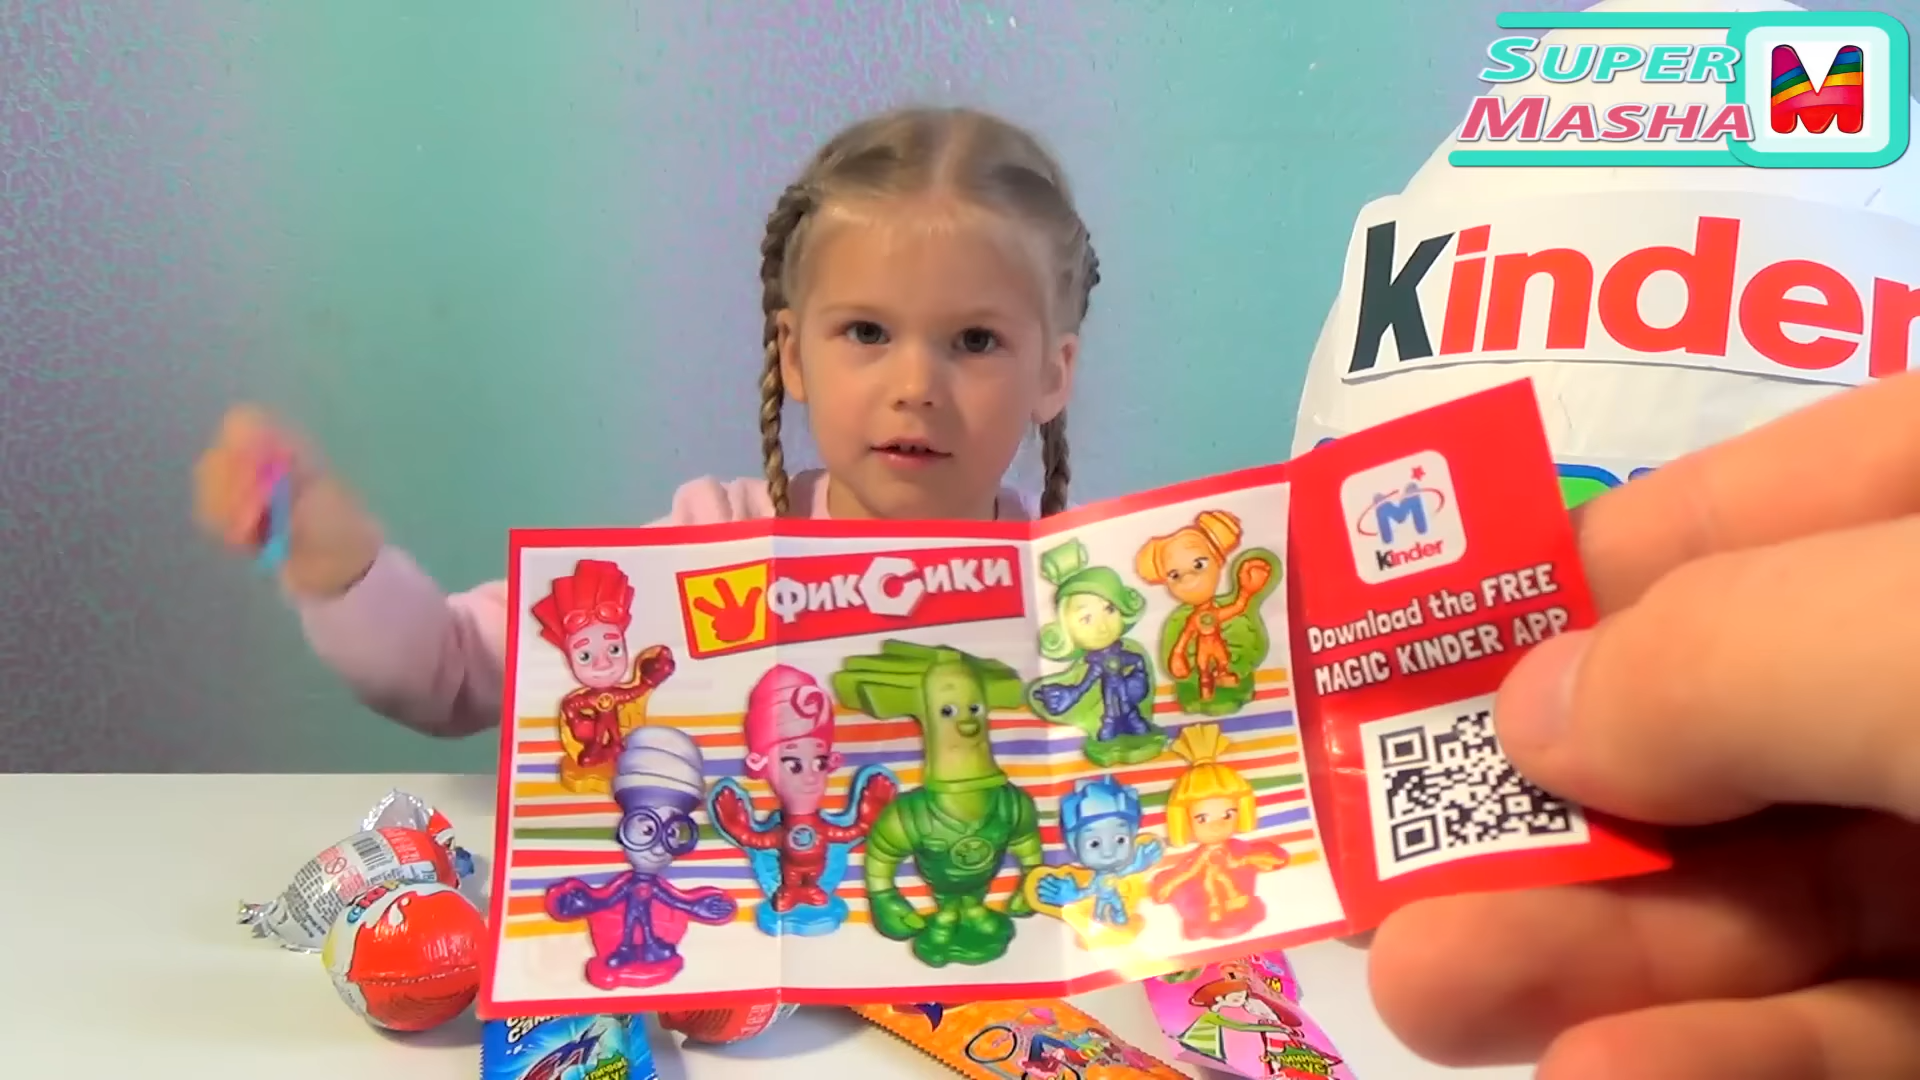 SUPER
MASHA
M
Kinder
ФИКСИКИ
M
Kinder
Download the FREE
MAGIC KINDER APP